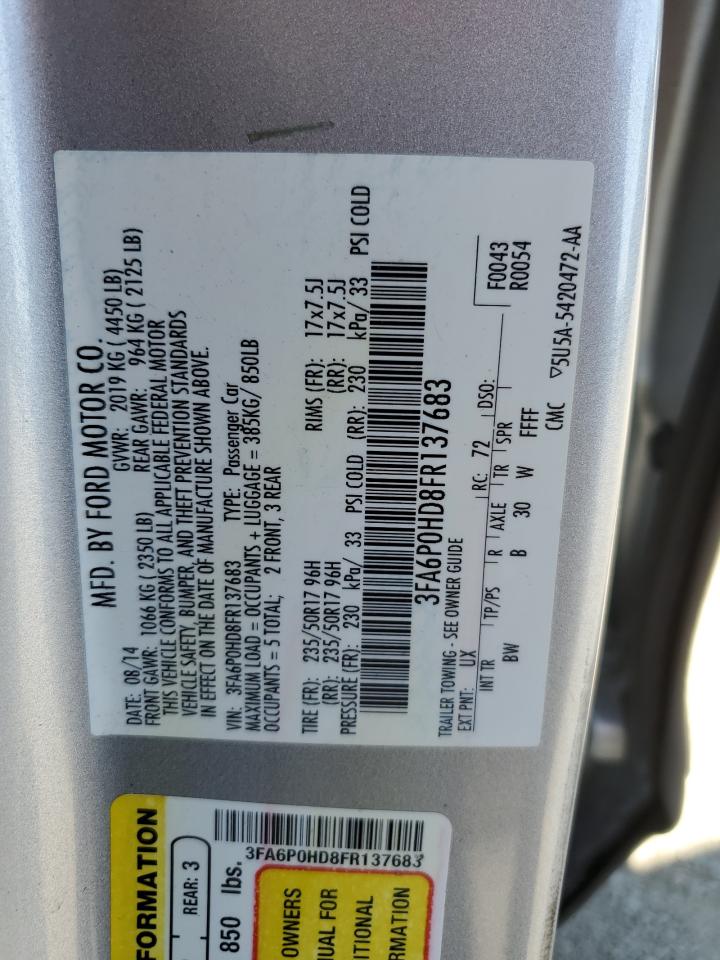 MFD. BY FORD MOTOR CO.
DATE: 08/14 GVWR: 2019 KG ( 4450 LB)
FRONT GAWR: 1066 KG ( 2350 LB) REAR GAWR: 964 KG ( 2125 LB)
THIS VEHICLE CONFORMS TO ALL APPLICABLE FEDERAL MOTOR
VEHICLE SAFETY, BUMPER, AND THEFT PREVENTION STANDARDS
IN EFFECT ON THE DATE OF MANUFACTURE SHOWN ABOVE.
VIN: 3FA6P0HD8FR137683 TYPE: Passenger Car
MAXIMUM LOAD = OCCUPANTS + LUGGAGE = 385KG/ 850LB
OCCUPANTS = 5 TOTAL; 2 FRONT, 3 REAR
TIRE (FR): 235/50R17 96H RIMS (FR): 17x7.5J
(RR): 235/50R17 96H (RR): 17x7.5J
PRESSURE (FR): 230 kPa/ 33 PSI COLD (RR): 230 kPa/ 33 PSI COLD
3FA6P0HD8FR137683
TRAILER TOWING - SEE OWNER GUIDE
EXT PNT: UX RC: 72 DSO: F0043
R0054
INT TR TP/PS R AXLE TR SPR
BW B 30 W FFF
CMC ▽5U5A-5420472-AA
FORMATION
REAR: 3
850 lbs.
3FA6P0HD8FR137683
OWNERS
UAL FOR
ITIONAL
RMATION